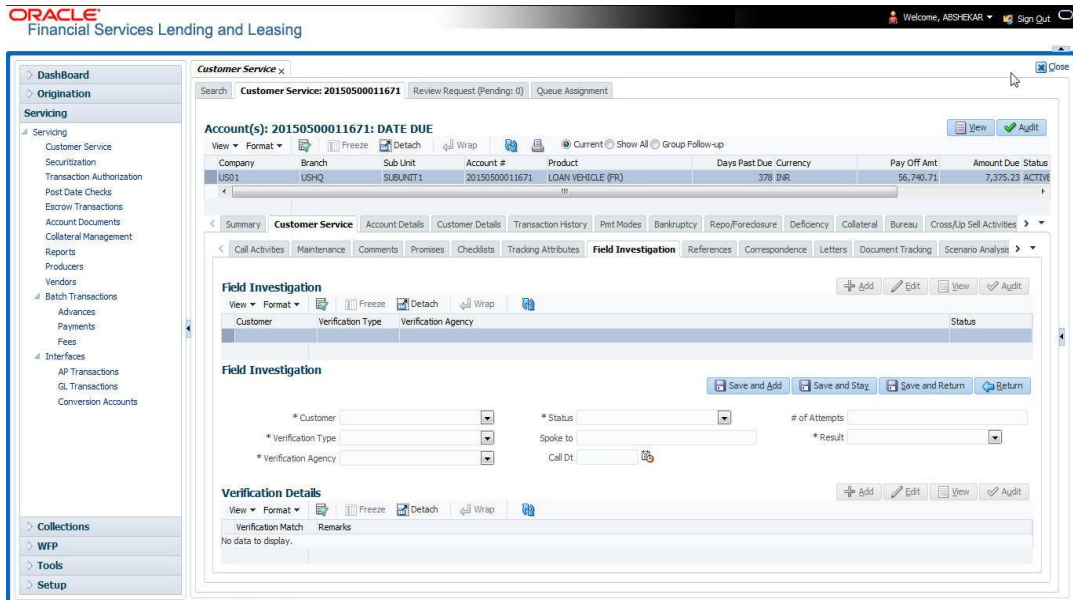 ORACLE
Financial Services Lending and Leasing
Welcome, ABSHEKAR Sign Out
Close
DashBoard
Origination
Servicing
Servicing
Customer Service
Securitization
Transaction Authorization
Post Date Checks
Escrow Transactions
Account Documents
Collateral Management
Reports
Producers
Vendors
Batch Transactions
Advances
Payments
Fees
Interfaces
AP Transactions
GL Transactions
Conversion Accounts
Collections
WFP
Tools
Setup
Customer Service x
Search Customer Service: 20150500011671 Review Request (Pending: 0) Queue Assignment
Account(s): 20150500011671: DATE DUE
View Audit
View Format Freeze Detach Wrap Current Show All Group Follow-up
Company Branch Sub Unit Account # Product Days Past Due Currency Pay Off Amt Amount Due Status
US01 USHQ SUBUNIT1 20150500011671 LOAN VEHICLE (FR) 378 INR 56,740.71 7,375.23 ACTIVE
Summary Customer Service Account Details Customer Details Transaction History Pmt Modes Bankruptcy Repo/Foreclosure Deficiency Collateral Bureau Cross/Up Sell Activities
Call Activities Maintenance Comments Promises Checklists Tracking Attributes Field Investigation References Correspondence Letters Document Tracking Scenario Analysis
Field Investigation
Add Edit View Audit
View Format Freeze Detach Wrap
Customer Verification Type Verification Agency Status
Field Investigation
Save and Add Save and Stay Save and Return Return
* Customer * Status # of Attempts
* Verification Type Spoke to * Result
* Verification Agency Call Dt
Verification Details
Add Edit View Audit
View Format Freeze Detach Wrap
Verification Match Remarks
No data to display.